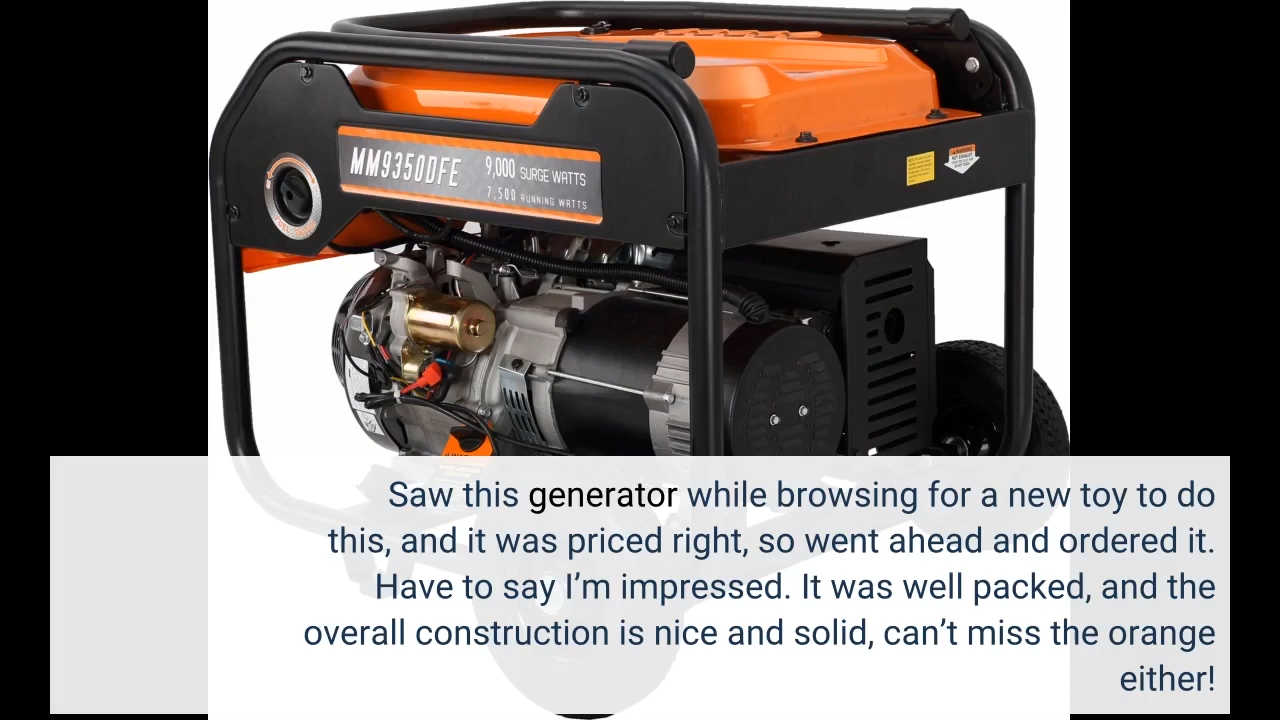 MM9350DFE 9,000 SURGE WATTS
7,500 RUNNING WATTS
Saw this generator while browsing for a new toy to do
this, and it was priced right, so went ahead and ordered it.
Have to say I’m impressed. It was well packed, and the
overall construction is nice and solid, can’t miss the orange
either!